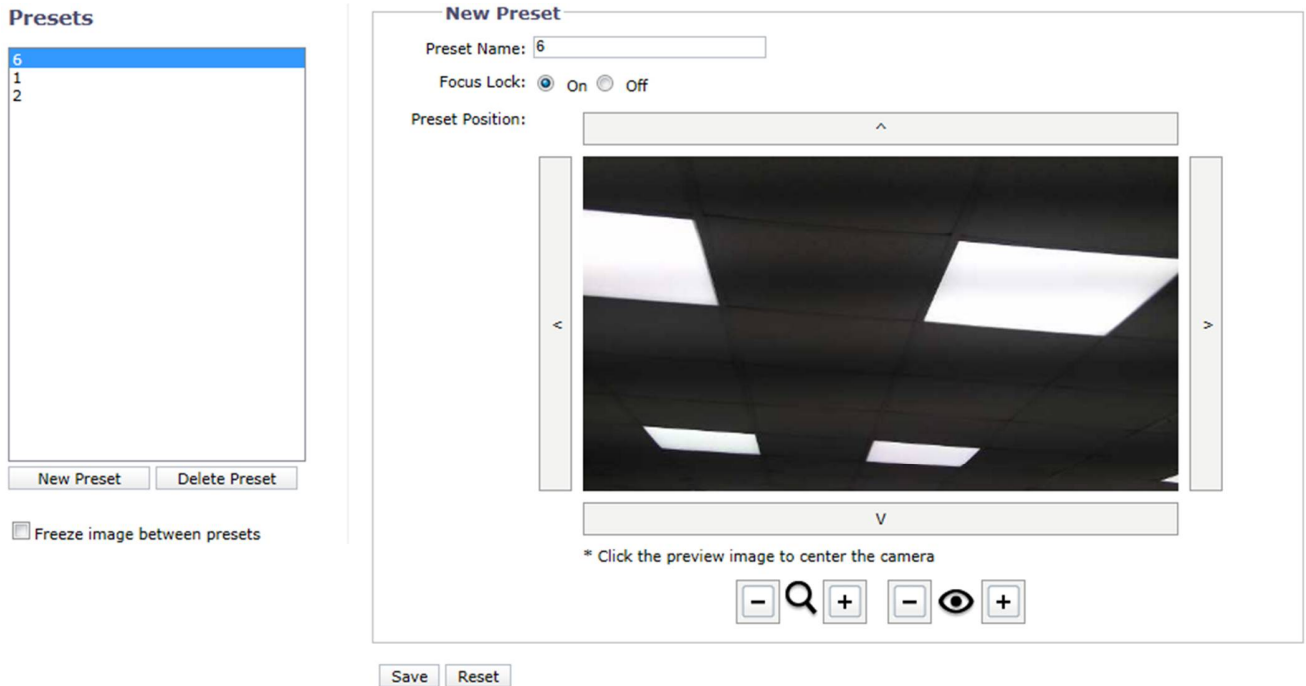 Presets
6
1
2
New Preset
Delete Preset
Freeze image between presets
New Preset
Preset Name: 6
Focus Lock: On Off
Preset Position:
^
<
>
V
* Click the preview image to center the camera
- + - +
Save Reset